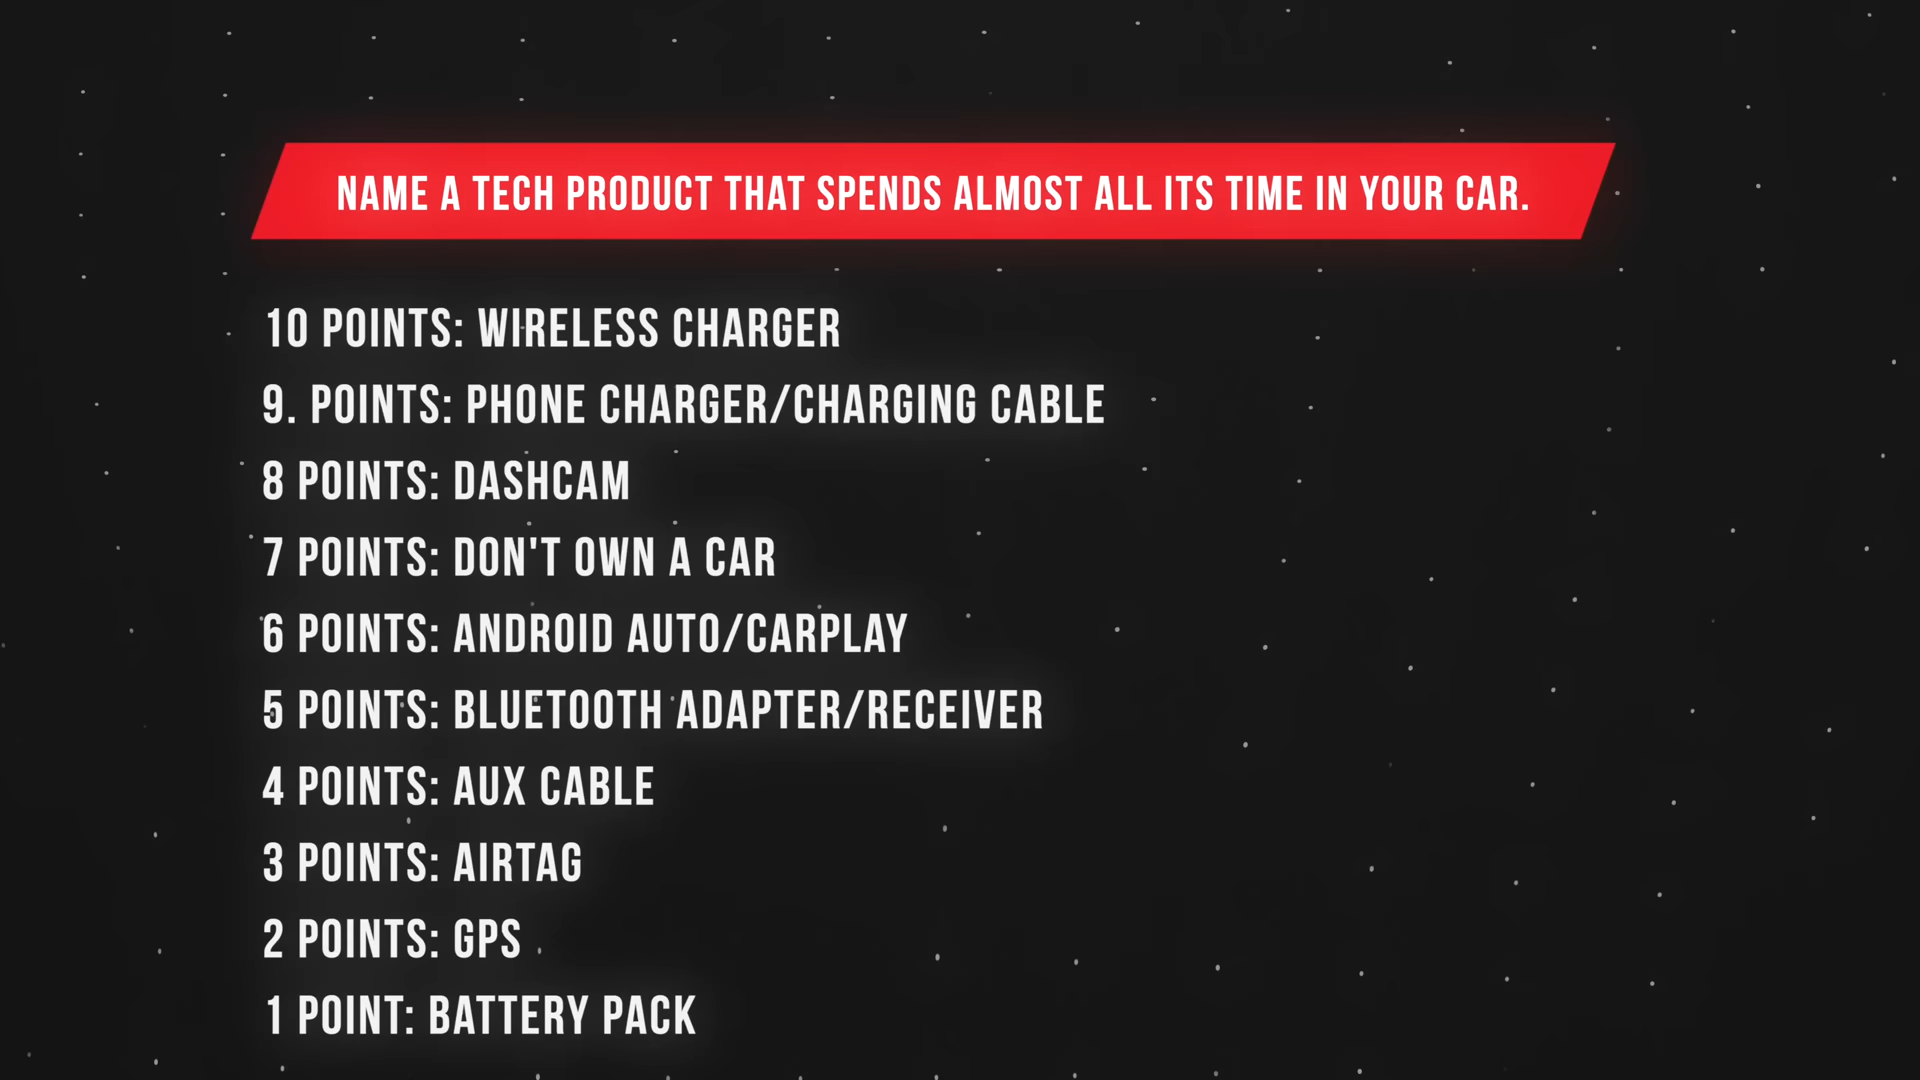 NAME A TECH PRODUCT THAT SPENDS ALMOST ALL ITS TIME IN YOUR CAR.
10 POINTS: WIRELESS CHARGER
9. POINTS: PHONE CHARGER/CHARGING CABLE
8 POINTS: DASHCAM
7 POINTS: DON'T OWN A CAR
6 POINTS: ANDROID AUTO/CARPLAY
5 POINTS: BLUETOOTH ADAPTER/RECEIVER
4 POINTS: AUX CABLE
3 POINTS: AIRTAG
2 POINTS: GPS
1 POINT: BATTERY PACK